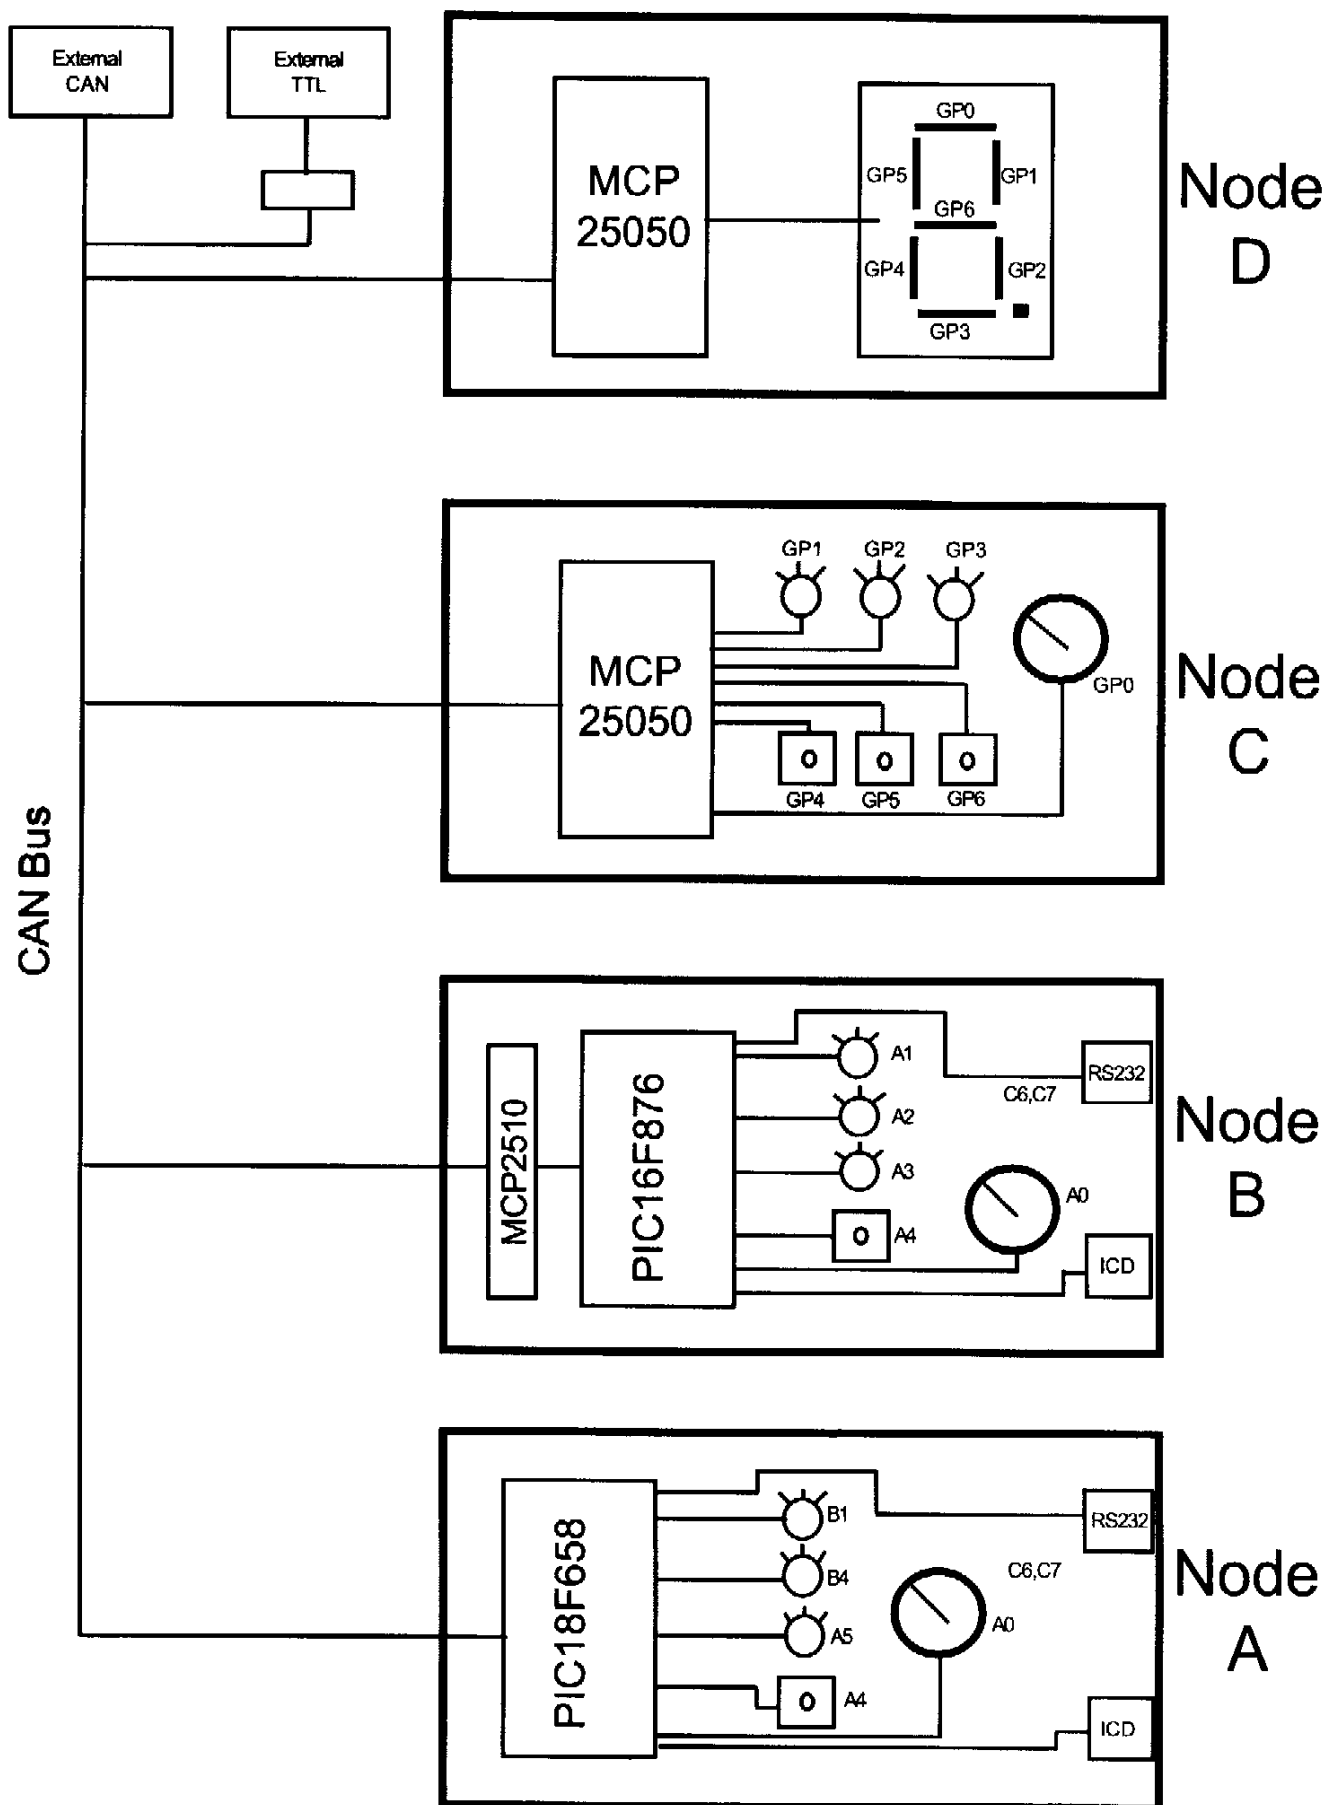 External
CAN
External
TTL
MCP
25050
GP0
GP5
GP1
GP6
GP4
GP2
GP3
Node
D
GP1
GP2
GP3
MCP
25050
GP0
GP4
GP5
GP6
Node
C
CAN Bus
MCP2510
PIC16F876
A1
A2
A3
A4
C6,C7
RS232
A0
ICD
Node
B
PIC18F658
B1
B4
A5
A4
RS232
C6,C7
A0
ICD
Node
A